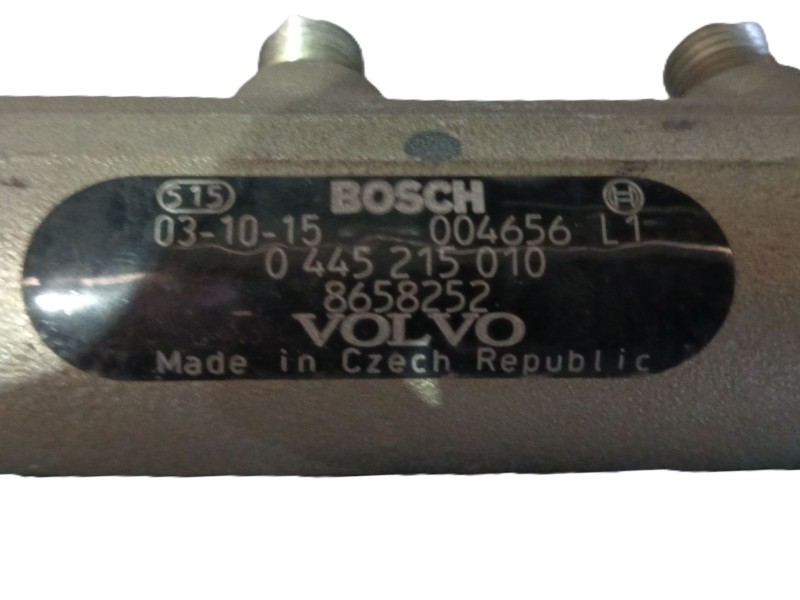 S15 BOSCH
03-10-15 004656 L1
0 445 215 010
8658252
VOLVO
Made in Czech Republic